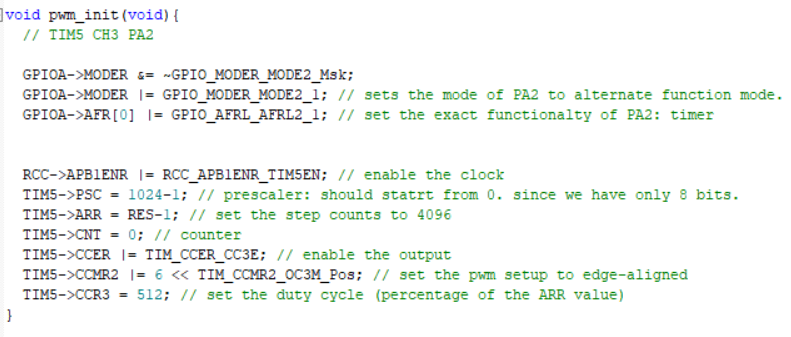 void pwm_init(void){
// TIM5 CH3 PA2
GPIOA->MODER &= ~GPIO_MODER_MODE2_Msk;
GPIOA->MODER |= GPIO_MODER_MODE2_1; // sets the mode of PA2 to alternate function mode.
GPIOA->AFR[0] |= GPIO_AFRL_AFRL2_1; // set the exact functionalty of PA2: timer
RCC->APB1ENR |= RCC_APB1ENR_TIM5EN; // enable the clock
TIM5->PSC = 1024-1; // prescaler: should statrt from 0. since we have only 8 bits.
TIM5->ARR = RES-1; // set the step counts to 4096
TIM5->CNT = 0; // counter
TIM5->CCER |= TIM_CCER_CC3E; // enable the output
TIM5->CCMR2 |= 6 << TIM_CCMR2_OC3M_Pos; // set the pwm setup to edge-aligned
TIM5->CCR3 = 512; // set the duty cycle (percentage of the ARR value)
}